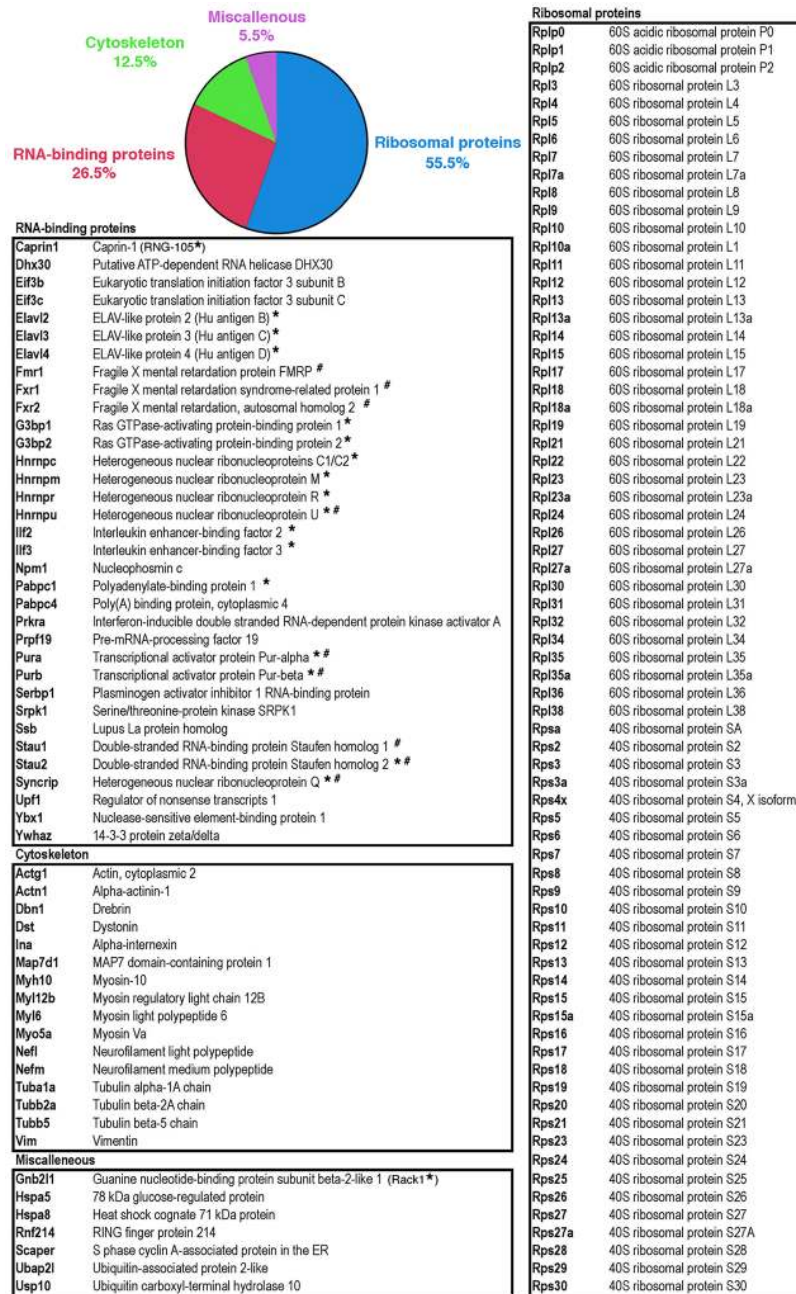 Miscallenous
5.5%
Cytoskeleton
12.5%
RNA-binding proteins
26.5%
Ribosomal proteins
55.5%
RNA-binding proteins
Caprin1 Caprin-1 (RNG-105*)
Dhx30 Putative ATP-dependent RNA helicase DHX30
Eif3b Eukaryotic translation initiation factor 3 subunit B
Eif3c Eukaryotic translation initiation factor 3 subunit C
Elavl2 ELAV-like protein 2 (Hu antigen B) *
Elavl3 ELAV-like protein 3 (Hu antigen C) *
Elavl4 ELAV-like protein 4 (Hu antigen D) *
Fmr1 Fragile X mental retardation protein FMRP #
Fxr1 Fragile X mental retardation syndrome-related protein 1 #
Fxr2 Fragile X mental retardation, autosomal homolog 2 #
G3bp1 Ras GTPase-activating protein-binding protein 1 *
G3bp2 Ras GTPase-activating protein-binding protein 2 *
Hnrnpc Heterogeneous nuclear ribonucleoproteins C1/C2 *
Hnrnpm Heterogeneous nuclear ribonucleoprotein M *
Hnrnpr Heterogeneous nuclear ribonucleoprotein R *
Hnrnpu Heterogeneous nuclear ribonucleoprotein U * #
Ilf2 Interleukin enhancer-binding factor 2 *
Ilf3 Interleukin enhancer-binding factor 3 *
Npm1 Nucleophosmin c
Pabpc1 Polyadenylate-binding protein 1 *
Pabpc4 Poly(A) binding protein, cytoplasmic 4
Prkra Interferon-inducible double stranded RNA-dependent protein kinase activator A
Prpf19 Pre-mRNA-processing factor 19
Pura Transcriptional activator protein Pur-alpha * #
Purb Transcriptional activator protein Pur-beta * #
Serbp1 Plasminogen activator inhibitor 1 RNA-binding protein
Srpk1 Serine/threonine-protein kinase SRPK1
Ssb Lupus La protein homolog
Stau1 Double-stranded RNA-binding protein Staufen homolog 1 #
Stau2 Double-stranded RNA-binding protein Staufen homolog 2 * #
Syncrip Heterogeneous nuclear ribonucleoprotein Q * #
Upf1 Regulator of nonsense transcripts 1
Ybx1 Nuclease-sensitive element-binding protein 1
Ywhaz 14-3-3 protein zeta/delta
Cytoskeleton
Actg1 Actin, cytoplasmic 2
Actn1 Alpha-actinin-1
Dbn1 Drebrin
Dst Dystonin
Ina Alpha-internexin
Map7d1 MAP7 domain-containing protein 1
Myh10 Myosin-10
Myl12b Myosin regulatory light chain 12B
Myl6 Myosin light polypeptide 6
Myo5a Myosin Va
Nefl Neurofilament light polypeptide
Nefm Neurofilament medium polypeptide
Tuba1a Tubulin alpha-1A chain
Tubb2a Tubulin beta-2A chain
Tubb5 Tubulin beta-5 chain
Vim Vimentin
Miscalleneous
Gnb2l1 Guanine nucleotide-binding protein subunit beta-2-like 1 (Rack1*)
Hspa5 78 kDa glucose-regulated protein
Hspa8 Heat shock cognate 71 kDa protein
Rnf214 RING finger protein 214
Scaper S phase cyclin A-associated protein in the ER
Ubap2l Ubiquitin-associated protein 2-like
Usp10 Ubiquitin carboxyl-terminal hydrolase 10
Ribosomal proteins
Rplp0 60S acidic ribosomal protein P0
Rplp1 60S acidic ribosomal protein P1
Rplp2 60S acidic ribosomal protein P2
Rpl3 60S ribosomal protein L3
Rpl4 60S ribosomal protein L4
Rpl5 60S ribosomal protein L5
Rpl6 60S ribosomal protein L6
Rpl7 60S ribosomal protein L7
Rpl7a 60S ribosomal protein L7a
Rpl8 60S ribosomal protein L8
Rpl9 60S ribosomal protein L9
Rpl10 60S ribosomal protein L10
Rpl10a 60S ribosomal protein L1
Rpl11 60S ribosomal protein L11
Rpl12 60S ribosomal protein L12
Rpl13 60S ribosomal protein L13
Rpl13a 60S ribosomal protein L13a
Rpl14 60S ribosomal protein L14
Rpl15 60S ribosomal protein L15
Rpl17 60S ribosomal protein L17
Rpl18 60S ribosomal protein L18
Rpl18a 60S ribosomal protein L18a
Rpl19 60S ribosomal protein L19
Rpl21 60S ribosomal protein L21
Rpl22 60S ribosomal protein L22
Rpl23 60S ribosomal protein L23
Rpl23a 60S ribosomal protein L23a
Rpl24 60S ribosomal protein L24
Rpl26 60S ribosomal protein L26
Rpl27 60S ribosomal protein L27
Rpl27a 60S ribosomal protein L27a
Rpl30 60S ribosomal protein L30
Rpl31 60S ribosomal protein L31
Rpl32 60S ribosomal protein L32
Rpl34 60S ribosomal protein L34
Rpl35 60S ribosomal protein L35
Rpl35a 60S ribosomal protein L35a
Rpl36 60S ribosomal protein L36
Rpl38 60S ribosomal protein L38
Rpsa 40S ribosomal protein SA
Rps2 40S ribosomal protein S2
Rps3 40S ribosomal protein S3
Rps3a 40S ribosomal protein S3a
Rps4x 40S ribosomal protein S4, X isoform
Rps5 40S ribosomal protein S5
Rps6 40S ribosomal protein S6
Rps7 40S ribosomal protein S7
Rps8 40S ribosomal protein S8
Rps9 40S ribosomal protein S9
Rps10 40S ribosomal protein S10
Rps11 40S ribosomal protein S11
Rps12 40S ribosomal protein S12
Rps13 40S ribosomal protein S13
Rps14 40S ribosomal protein S14
Rps15 40S ribosomal protein S15
Rps15a 40S ribosomal protein S15a
Rps16 40S ribosomal protein S16
Rps17 40S ribosomal protein S17
Rps18 40S ribosomal protein S18
Rps19 40S ribosomal protein S19
Rps20 40S ribosomal protein S20
Rps21 40S ribosomal protein S21
Rps23 40S ribosomal protein S23
Rps24 40S ribosomal protein S24
Rps25 40S ribosomal protein S25
Rps26 40S ribosomal protein S26
Rps27 40S ribosomal protein S27
Rps27a 40S ribosomal protein S27A
Rps28 40S ribosomal protein S28
Rps29 40S ribosomal protein S29
Rps30 40S ribosomal protein S30